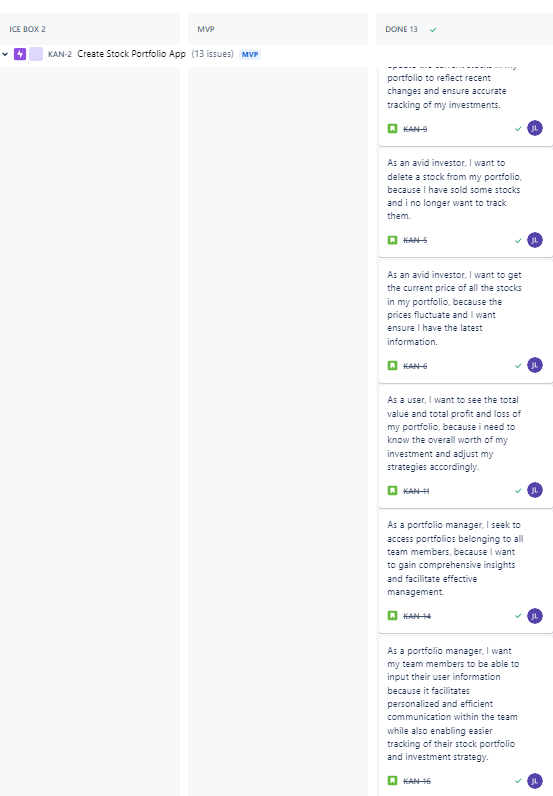 ICE BOX 2
MVP
DONE 13
KAN-2 Create Stock Portfolio App (13 issues) MVP
update the current stocks in my
portfolio to reflect recent
changes and ensure accurate
tracking of my investments.
KAN-9
JL
As an avid investor, I want to
delete a stock from my portfolio,
because I have sold some stocks
and i no longer want to track
them.
KAN-5
JL
As an avid investor, I want to get
the current price of all the stocks
in my portfolio, because the
prices fluctuate and I want
ensure I have the latest
information.
KAN-6
JL
As a user, I want to see the total
value and total profit and loss of
my portfolio, because i need to
know the overall worth of my
investment and adjust my
strategies accordingly.
KAN-11
JL
As a portfolio manager, I seek to
access portfolios belonging to all
team members, because I want
to gain comprehensive insights
and facilitate effective
management.
KAN-14
JL
As a portfolio manager, I want
my team members to be able to
input their user information
because it facilitates
personalized and efficient
communication within the team
while also enabling easier
tracking of their stock portfolio
and investment strategy.
KAN-16
JL